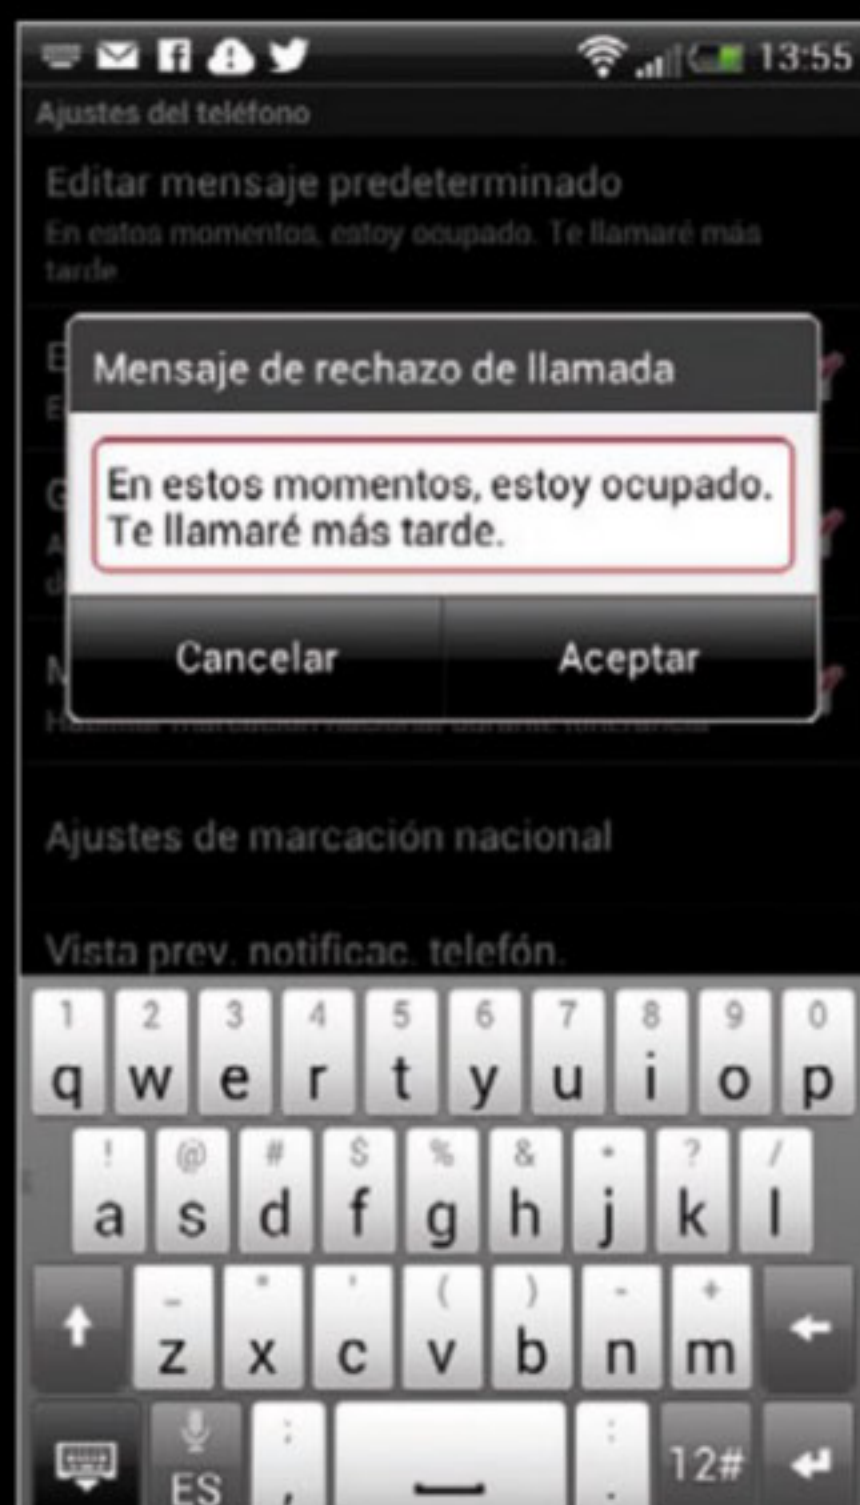 13:55
Ajustes del teléfono
Editar mensaje predeterminado
En estos momentos, estoy ocupado. Te llamaré más
tarde
Mensaje de rechazo de llamada
En estos momentos, estoy ocupado.
Te llamaré más tarde.
Cancelar Aceptar
Ajustes de marcación nacional
Vista prev. notificac. telefón.
1 2 3 4 5 6 7 8 9 0
q w e r t y u i o p
! @ # $ % & * ? /
a s d f g h j k l
_ " ' ( ) - +
z x c v b n m
; :
ES , . 12#